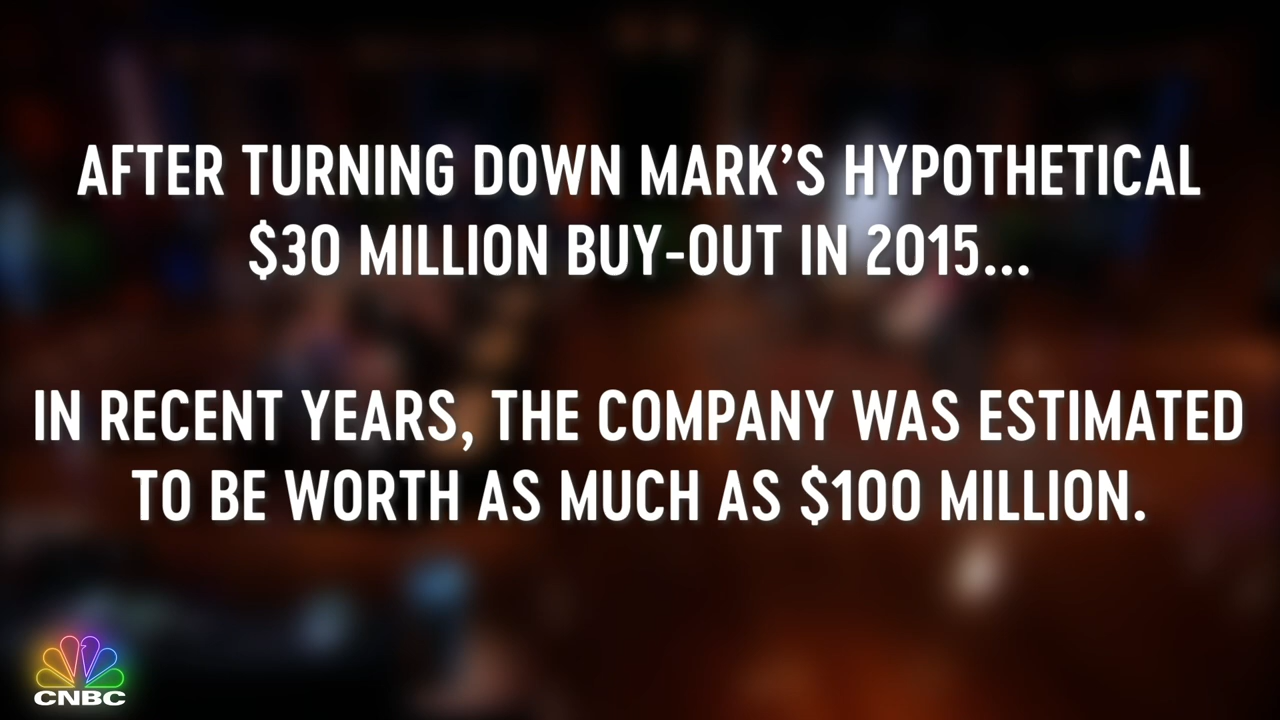 AFTER TURNING DOWN MARK’S HYPOTHETICAL
$30 MILLION BUY-OUT IN 2015...
IN RECENT YEARS, THE COMPANY WAS ESTIMATED
TO BE WORTH AS MUCH AS $100 MILLION.
CNBC